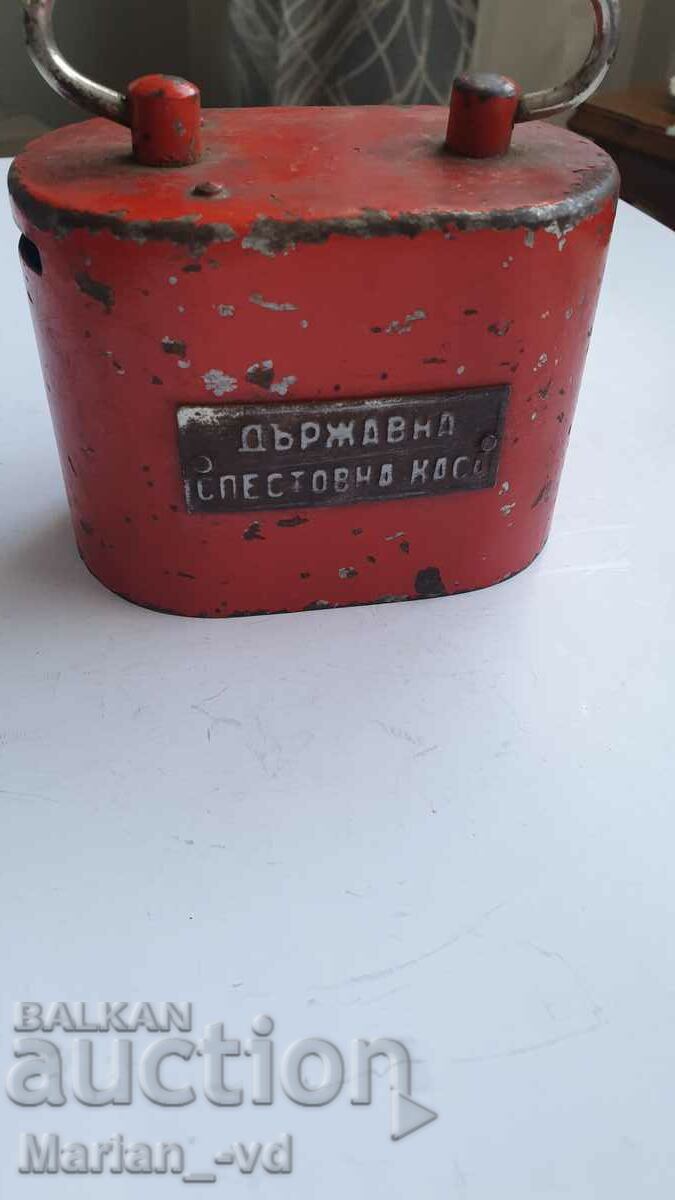 ДЪРЖАВНА
СПЕСТОВНА КАСА
BALKAN
auction
Marian_-vd